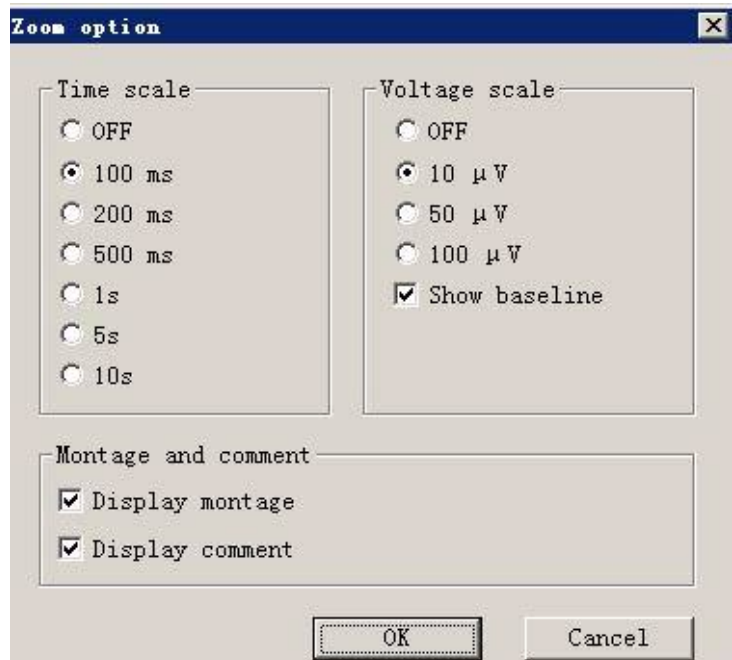 Zoom option
Time scale
OFF
100 ms
200 ms
500 ms
1s
5s
10s
Voltage scale
OFF
10 μV
50 μV
100 μV
Show baseline
Montage and comment
Display montage
Display comment
OK
Cancel